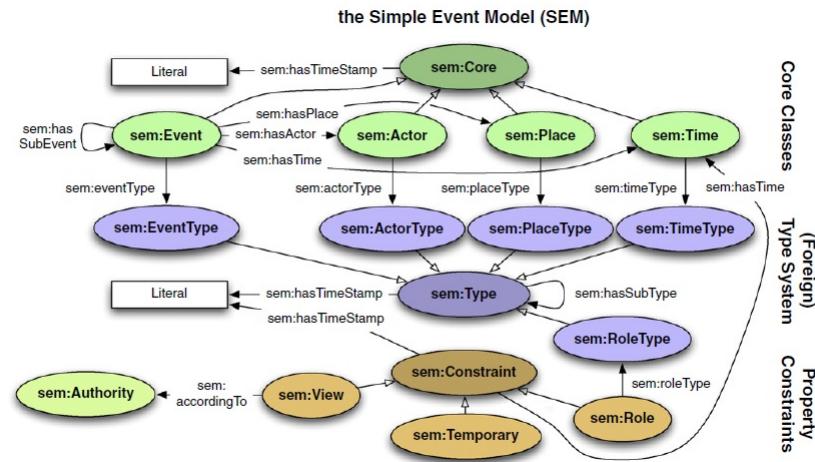 the Simple Event Model (SEM)
Literal
sem:hasTimeStamp
sem:Core
Core Classes
sem:hasPlace
sem:has
SubEvent
sem:Event
sem:hasActor
sem:Actor
sem:Place
sem:Time
sem:hasTime
sem:eventType
sem:actorType
sem:placeType
sem:timeType
sem:hasTime
sem:EventType
sem:ActorType
sem:PlaceType
sem:TimeType
(Foreign)
Type System
Literal
sem:hasTimeStamp
sem:Type
sem:hasSubType
sem:hasTimeStamp
sem:RoleType
sem:Constraint
sem:roleType
Property
Constraints
sem:Authority
sem:
accordingTo
sem:View
sem:Role
sem:Temporary